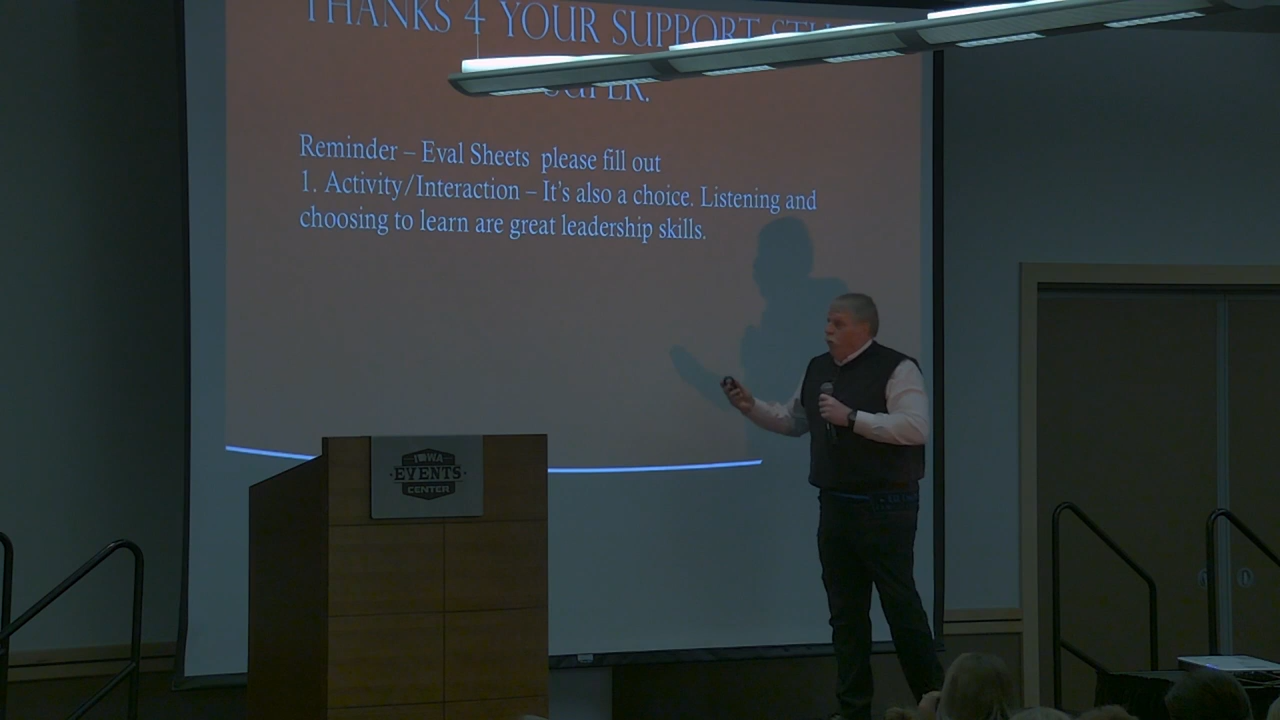 THANKS 4 YOUR SUPPORT
Reminder – Eval Sheets please fill out
1. Activity/Interaction – It's also a choice. Listening and
choosing to learn are great leadership skills.
IOWA
EVENTS
CENTER